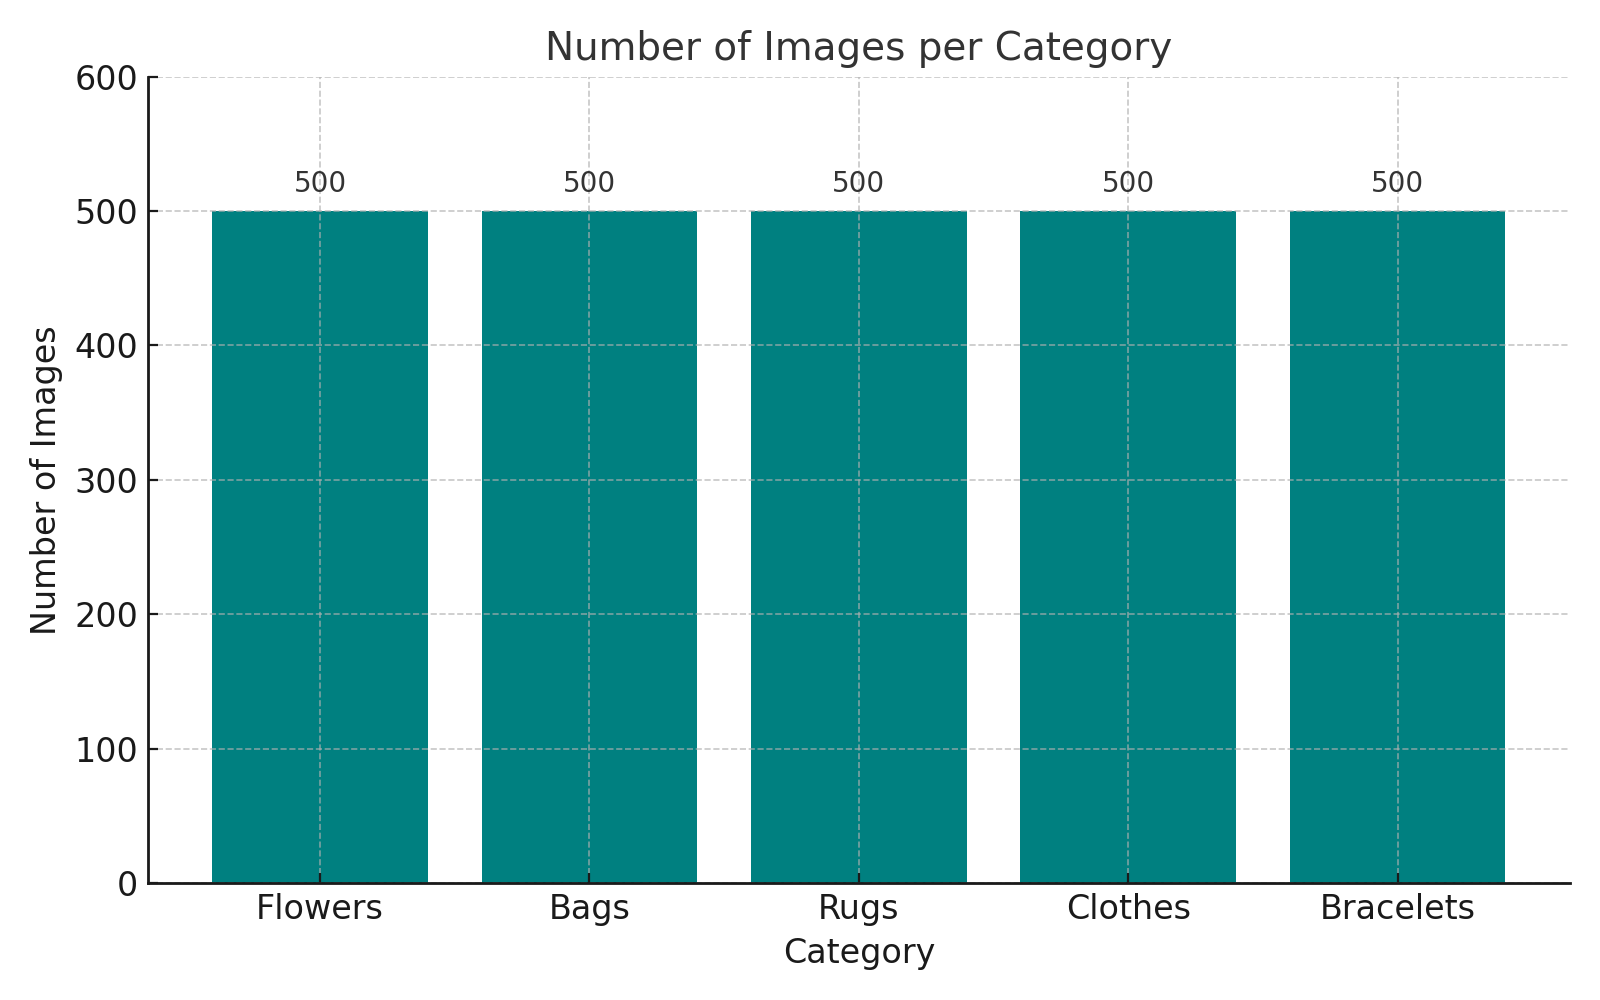 Number of Images per Category
600
500
400
300
200
100
0
Number of Images
500 500 500 500 500
Flowers Bags Rugs Clothes Bracelets
Category